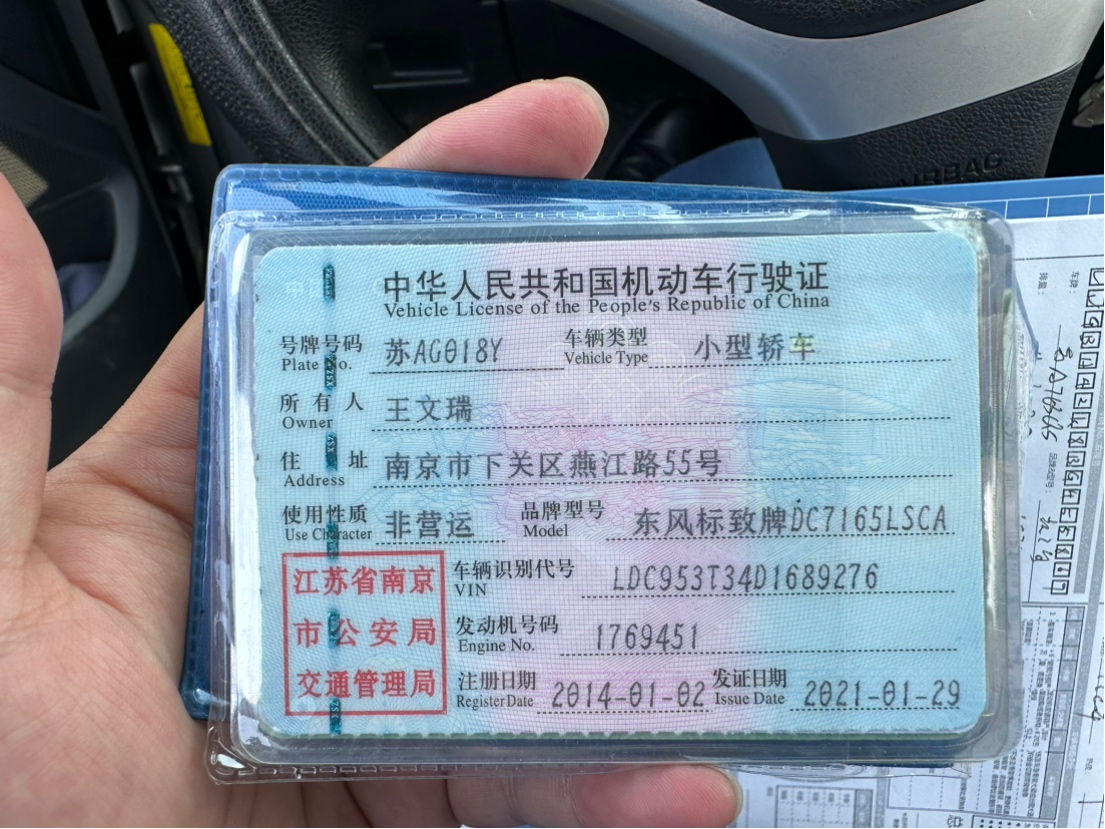 中华人民共和国机动车行驶证
Vehicle License of the People's Republic of China
号牌号码 苏AG018Y 车辆类型 小型轿车
Plate No. Vehicle Type
所有人 王文瑞
Owner
住址 南京市下关区燕江路55号
Address
使用性质 非营运 品牌型号 东风标致牌DC7165LSCA
Use Character Model
江苏省南京
市公安局
交通管理局
车辆识别代号 LDC953T34D1689276
VIN
发动机号码 1769451
Engine No.
注册日期 2014-01-02 发证日期 2021-01-29
Register Date Issue Date
AIRBAG